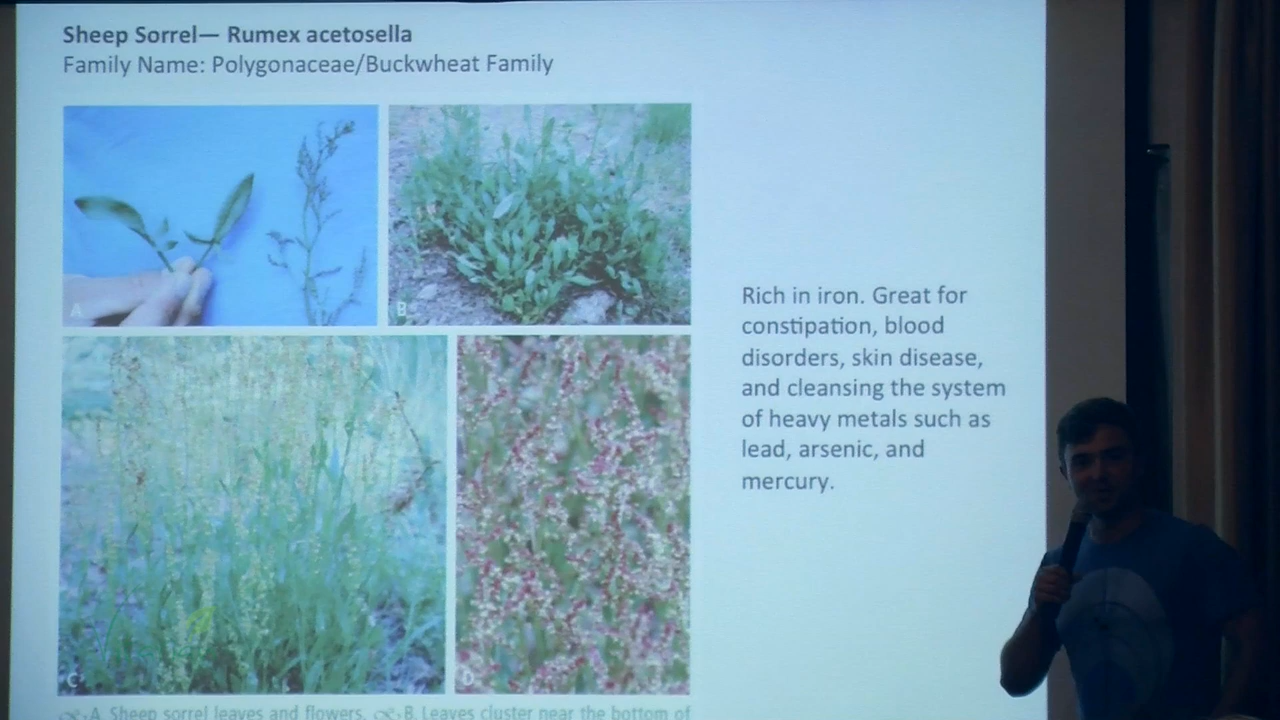 Sheep Sorrel— Rumex acetosella
Family Name: Polygonaceae/Buckwheat Family
A
B
Rich in iron. Great for
constipation, blood
disorders, skin disease,
and cleansing the system
of heavy metals such as
lead, arsenic, and
mercury.
C
D
A. Sheep sorrel leaves and flowers. B. Leaves cluster near the bottom of